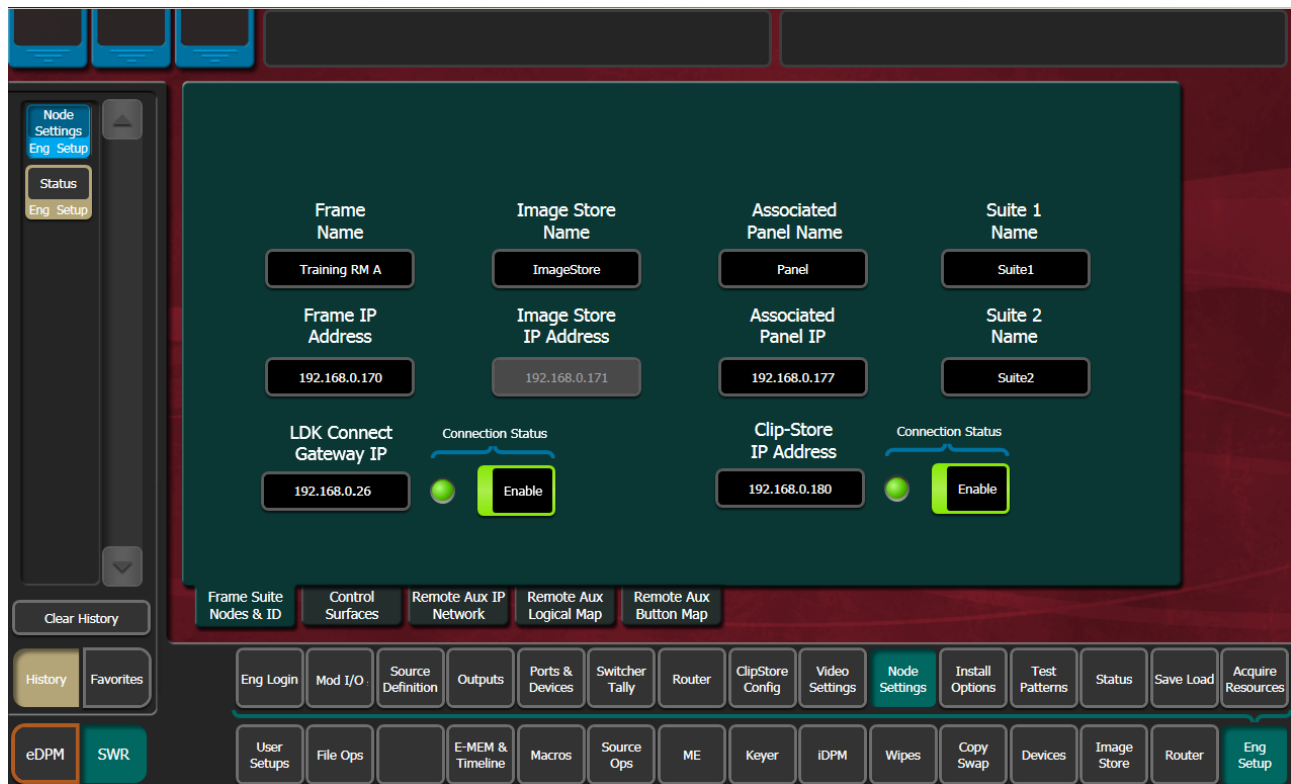 Node
Settings
Eng Setup
Status
Eng Setup
Clear History
History
Favorites
eDPM
SWR
Frame
Name
Image Store
Name
Associated
Panel Name
Suite 1
Name
Training RM A
ImageStore
Panel
Suite1
Frame IP
Address
Image Store
IP Address
Associated
Panel IP
Suite 2
Name
192.168.0.170
192.168.0.171
192.168.0.177
Suite2
LDK Connect
Gateway IP
Connection Status
Clip-Store
IP Address
Connection Status
192.168.0.26
Enable
192.168.0.180
Enable
Frame Suite
Nodes & ID
Control
Surfaces
Remote Aux IP
Network
Remote Aux
Logical Map
Remote Aux
Button Map
Eng Login
Mod I/O
Source
Definition
Outputs
Ports &
Devices
Switcher
Tally
Router
ClipStore
Config
Video
Settings
Node
Settings
Install
Options
Test
Patterns
Status
Save Load
Acquire
Resources
User
Setups
File Ops
E-MEM &
Timeline
Macros
Source
Ops
ME
Keyer
iDPM
Wipes
Copy
Swap
Devices
Image
Store
Router
Eng
Setup